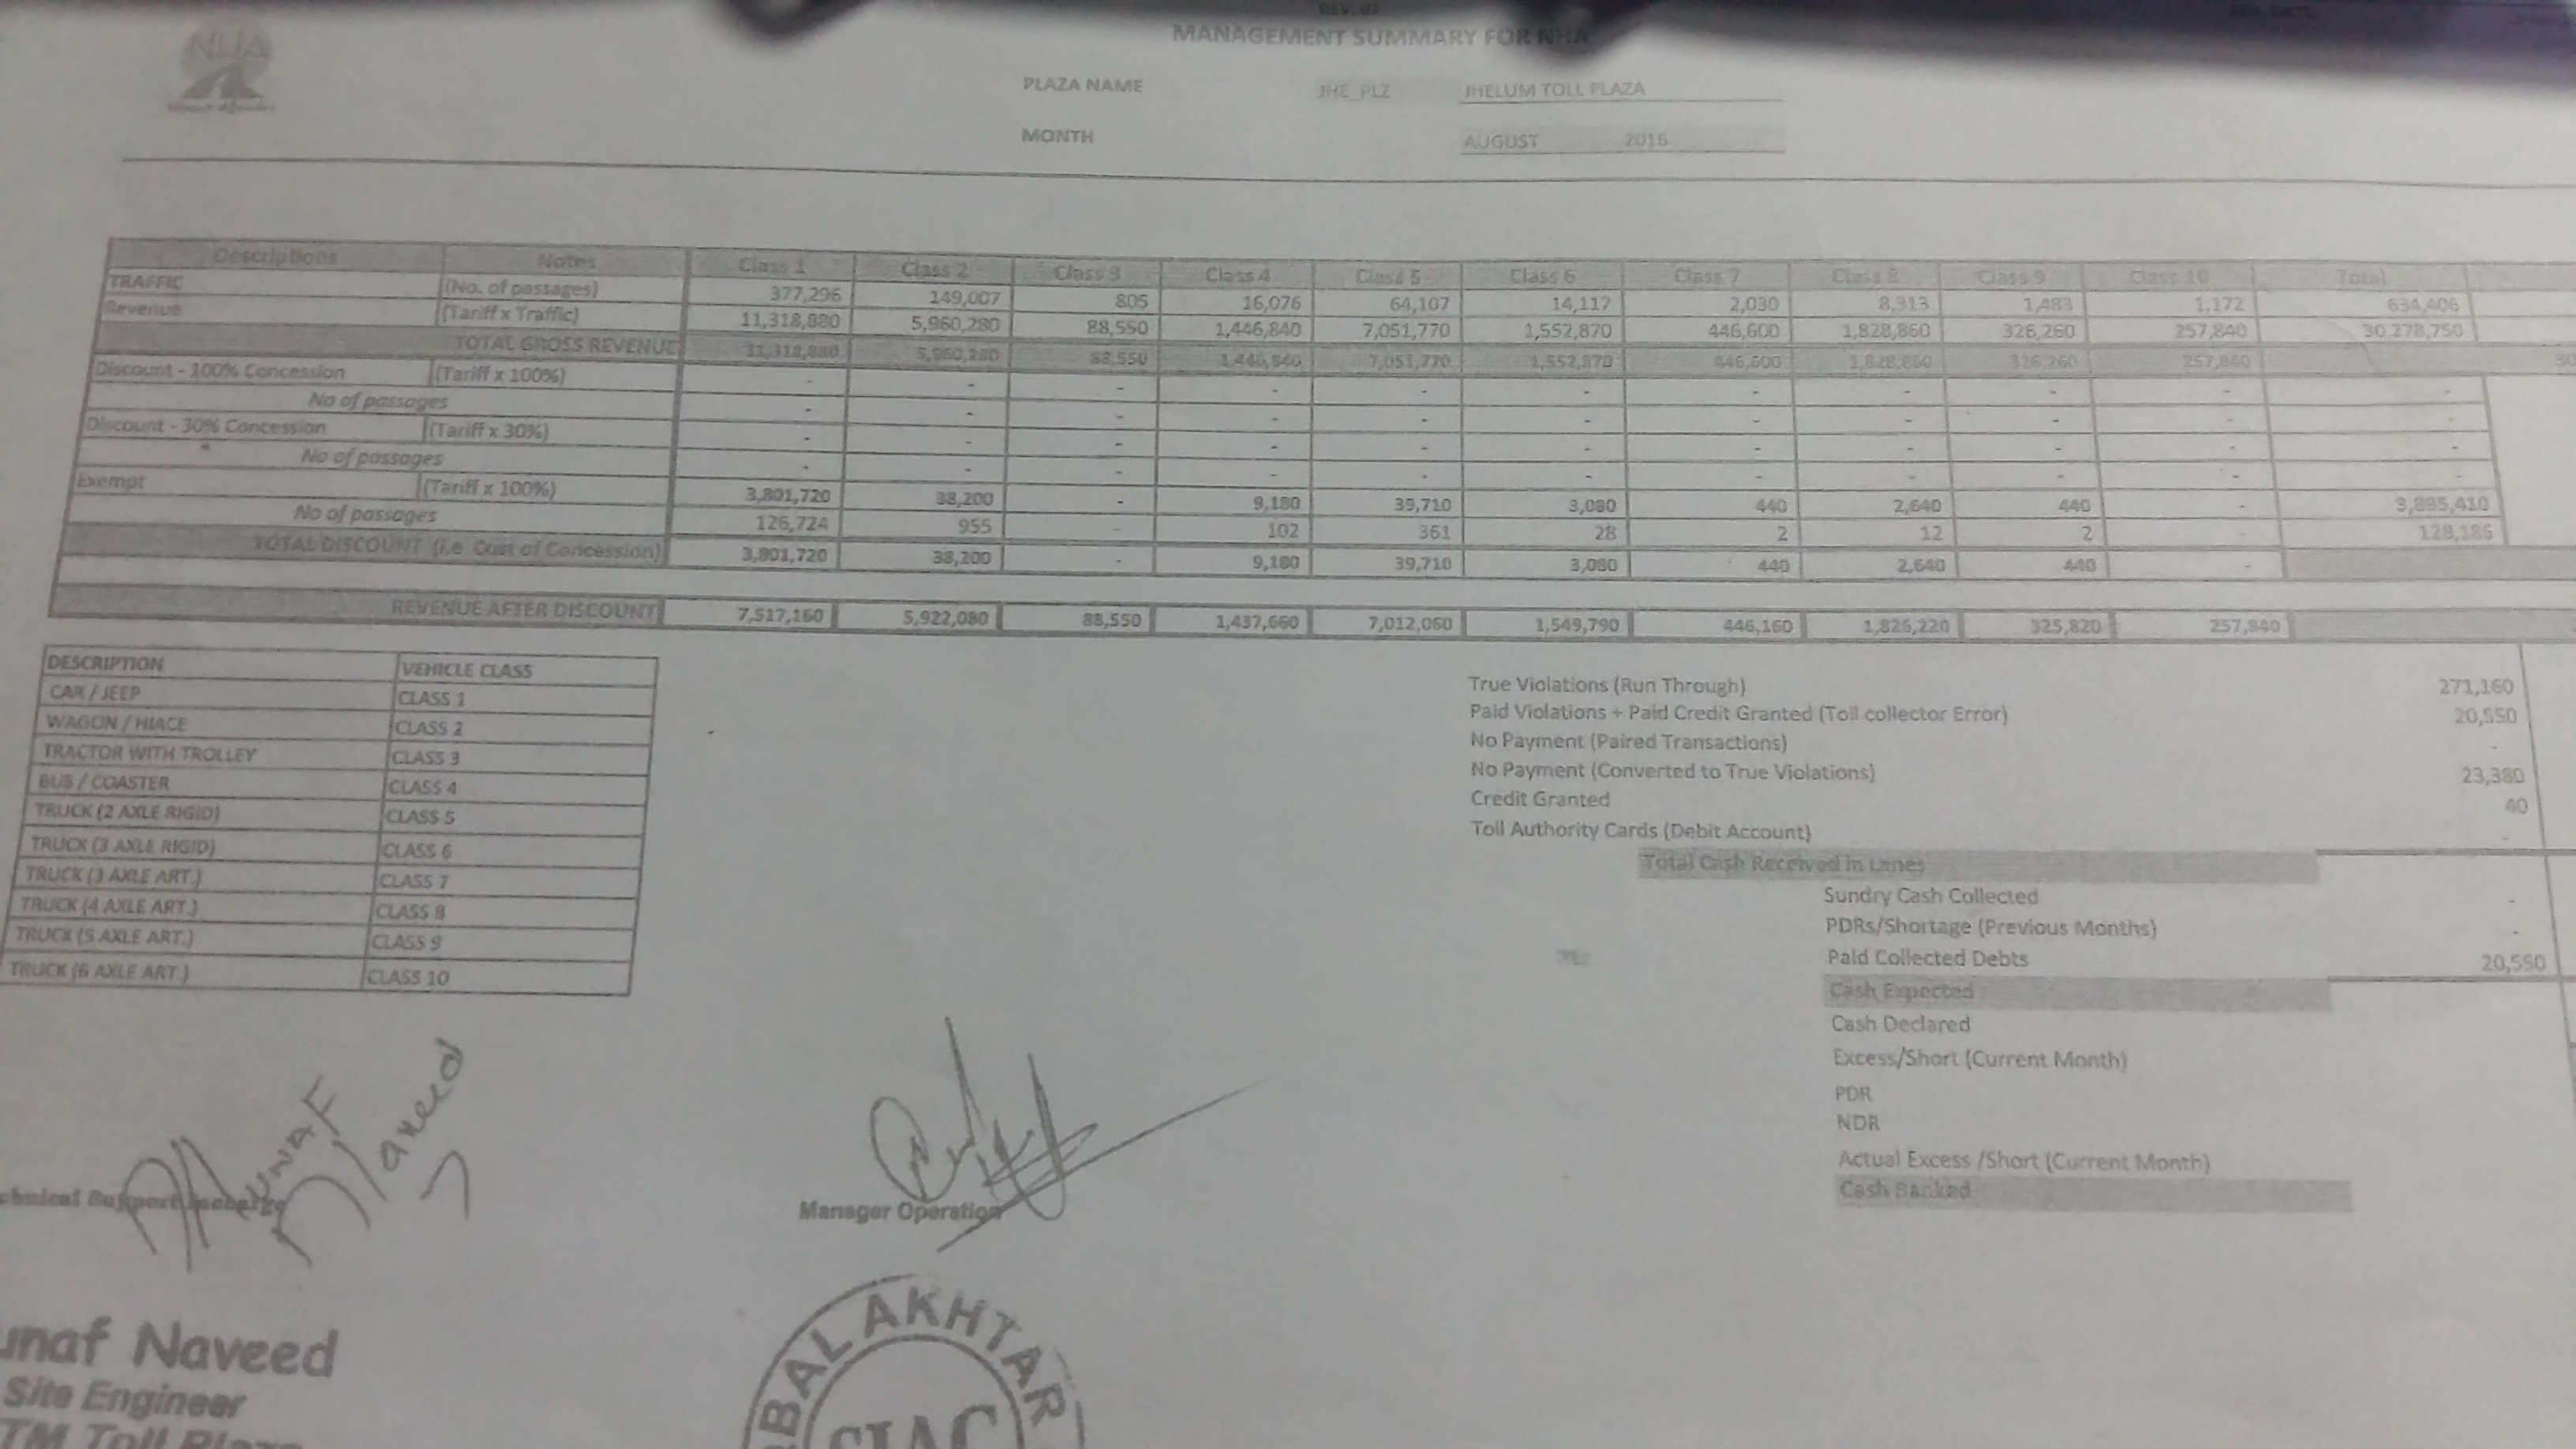 REV. 07
MANAGEMENT SUMMARY FOR NHA
NHA
PLAZA NAME JHE_PLZ JHELUM TOLL PLAZA
MONTH AUGUST 2016
Descriptions Notes Class 1 Class 2 Class 3 Class 4 Class 5 Class 6 Class 7 Class 8 Class 9 Class 10 Total
TRAFFIC (No. of passages) 377,296 149,007 805 16,076 64,107 14,117 2,030 8,313 1,483 1,172 634,406
Revenue (Tariff x Traffic) 11,318,880 5,960,280 88,550 1,446,840 7,051,770 1,552,870 446,600 1,828,860 326,260 257,840 30,278,750
TOTAL GROSS REVENUE 11,318,880 5,960,280 88,550 1,446,840 7,051,770 1,552,870 446,600 1,828,860 326,260 257,840 30
Discount - 100% Concession (Tariff x 100%) - - - - - - - - - - -
No of passages - - - - - - - - - - -
Discount - 30% Concession (Tariff x 30%) - - - - - - - - - - -
No of passages - - - - - - - - - - -
Exempt (Tariff x 100%) 3,801,720 38,200 - 9,180 39,710 3,080 440 2,640 440 - 3,895,410
No of passages 126,724 955 - 102 361 28 2 12 2 - 128,186
TOTAL DISCOUNT (i.e Cost of Concession) 3,801,720 38,200 - 9,180 39,710 3,080 440 2,640 440 -
REVENUE AFTER DISCOUNT 7,517,160 5,922,080 88,550 1,437,660 7,012,060 1,549,790 446,160 1,826,220 325,820 257,840
DESCRIPTION VEHICLE CLASS
CAR / JEEP CLASS 1
WAGON / HIACE CLASS 2
TRACTOR WITH TROLLEY CLASS 3
BUS / COASTER CLASS 4
TRUCK (2 AXLE RIGID) CLASS 5
TRUCK (3 AXLE RIGID) CLASS 6
TRUCK (3 AXLE ART.) CLASS 7
TRUCK (4 AXLE ART.) CLASS 8
TRUCK (5 AXLE ART.) CLASS 9
TRUCK (6 AXLE ART.) CLASS 10
True Violations (Run Through) 271,160
Paid Violations + Paid Credit Granted (Toll collector Error) 20,550
No Payment (Paired Transactions) -
No Payment (Converted to True Violations) 23,380
Credit Granted 40
Toll Authority Cards (Debit Account) -
Total Cash Received in Lanes
Sundry Cash Collected -
PDRs/Shortage (Previous Months) -
Paid Collected Debts 20,550
Cash Expected
Cash Declared
Excess/Short (Current Month)
PDR
NDR
Actual Excess /Short (Current Month)
Cash Banked
Naveed
chnical Support Incharge
Manager Operation
unaf Naveed
Site Engineer
TM Toll Plaza
BAL AKHTAR